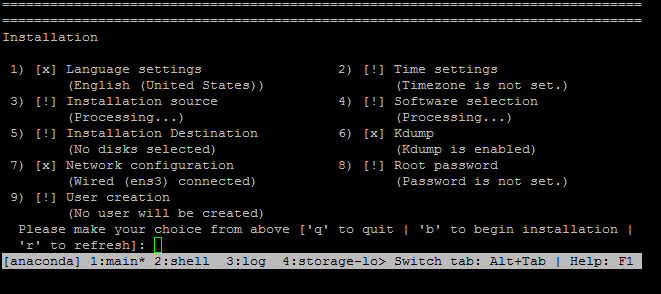 ================================================================================
================================================================================
Installation
1) [x] Language settings                 2) [!] Time settings
       (English (United States))                (Timezone is not set.)
3) [!] Installation source               4) [!] Software selection
       (Processing...)                          (Processing...)
5) [!] Installation Destination          6) [x] Kdump
       (No disks selected)                      (Kdump is enabled)
7) [x] Network configuration             8) [!] Root password
       (Wired (ens3) connected)                 (Password is not set.)
9) [!] User creation
       (No user will be created)
Please make your choice from above ['q' to quit | 'b' to begin installation |
'r' to refresh]:
[anaconda] 1:main* 2:shell  3:log  4:storage-lo> Switch tab: Alt+Tab | Help: F1